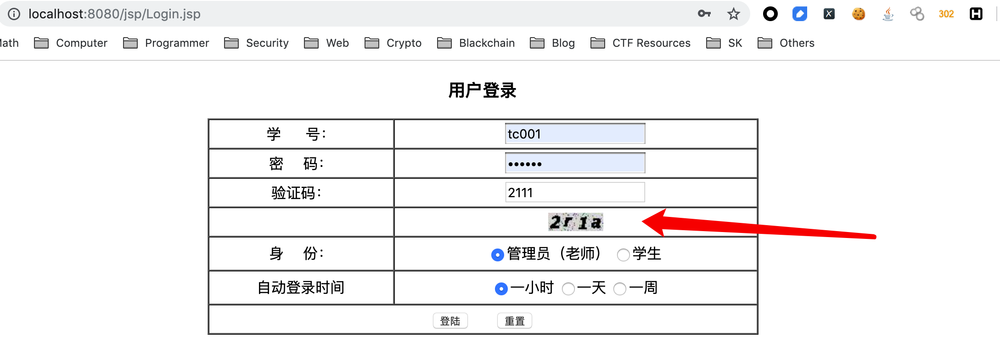 localhost:8080/jsp/Login.jsp
302
Math Computer Programmer Security Web Crypto Blackchain Blog CTF Resources SK Others
用户登录
学 号： tc001
密 码： ••••••
验证码： 2111
2r1a
身 份： 管理员（老师） 学生
自动登录时间 一小时 一天 一周
登陆 重置